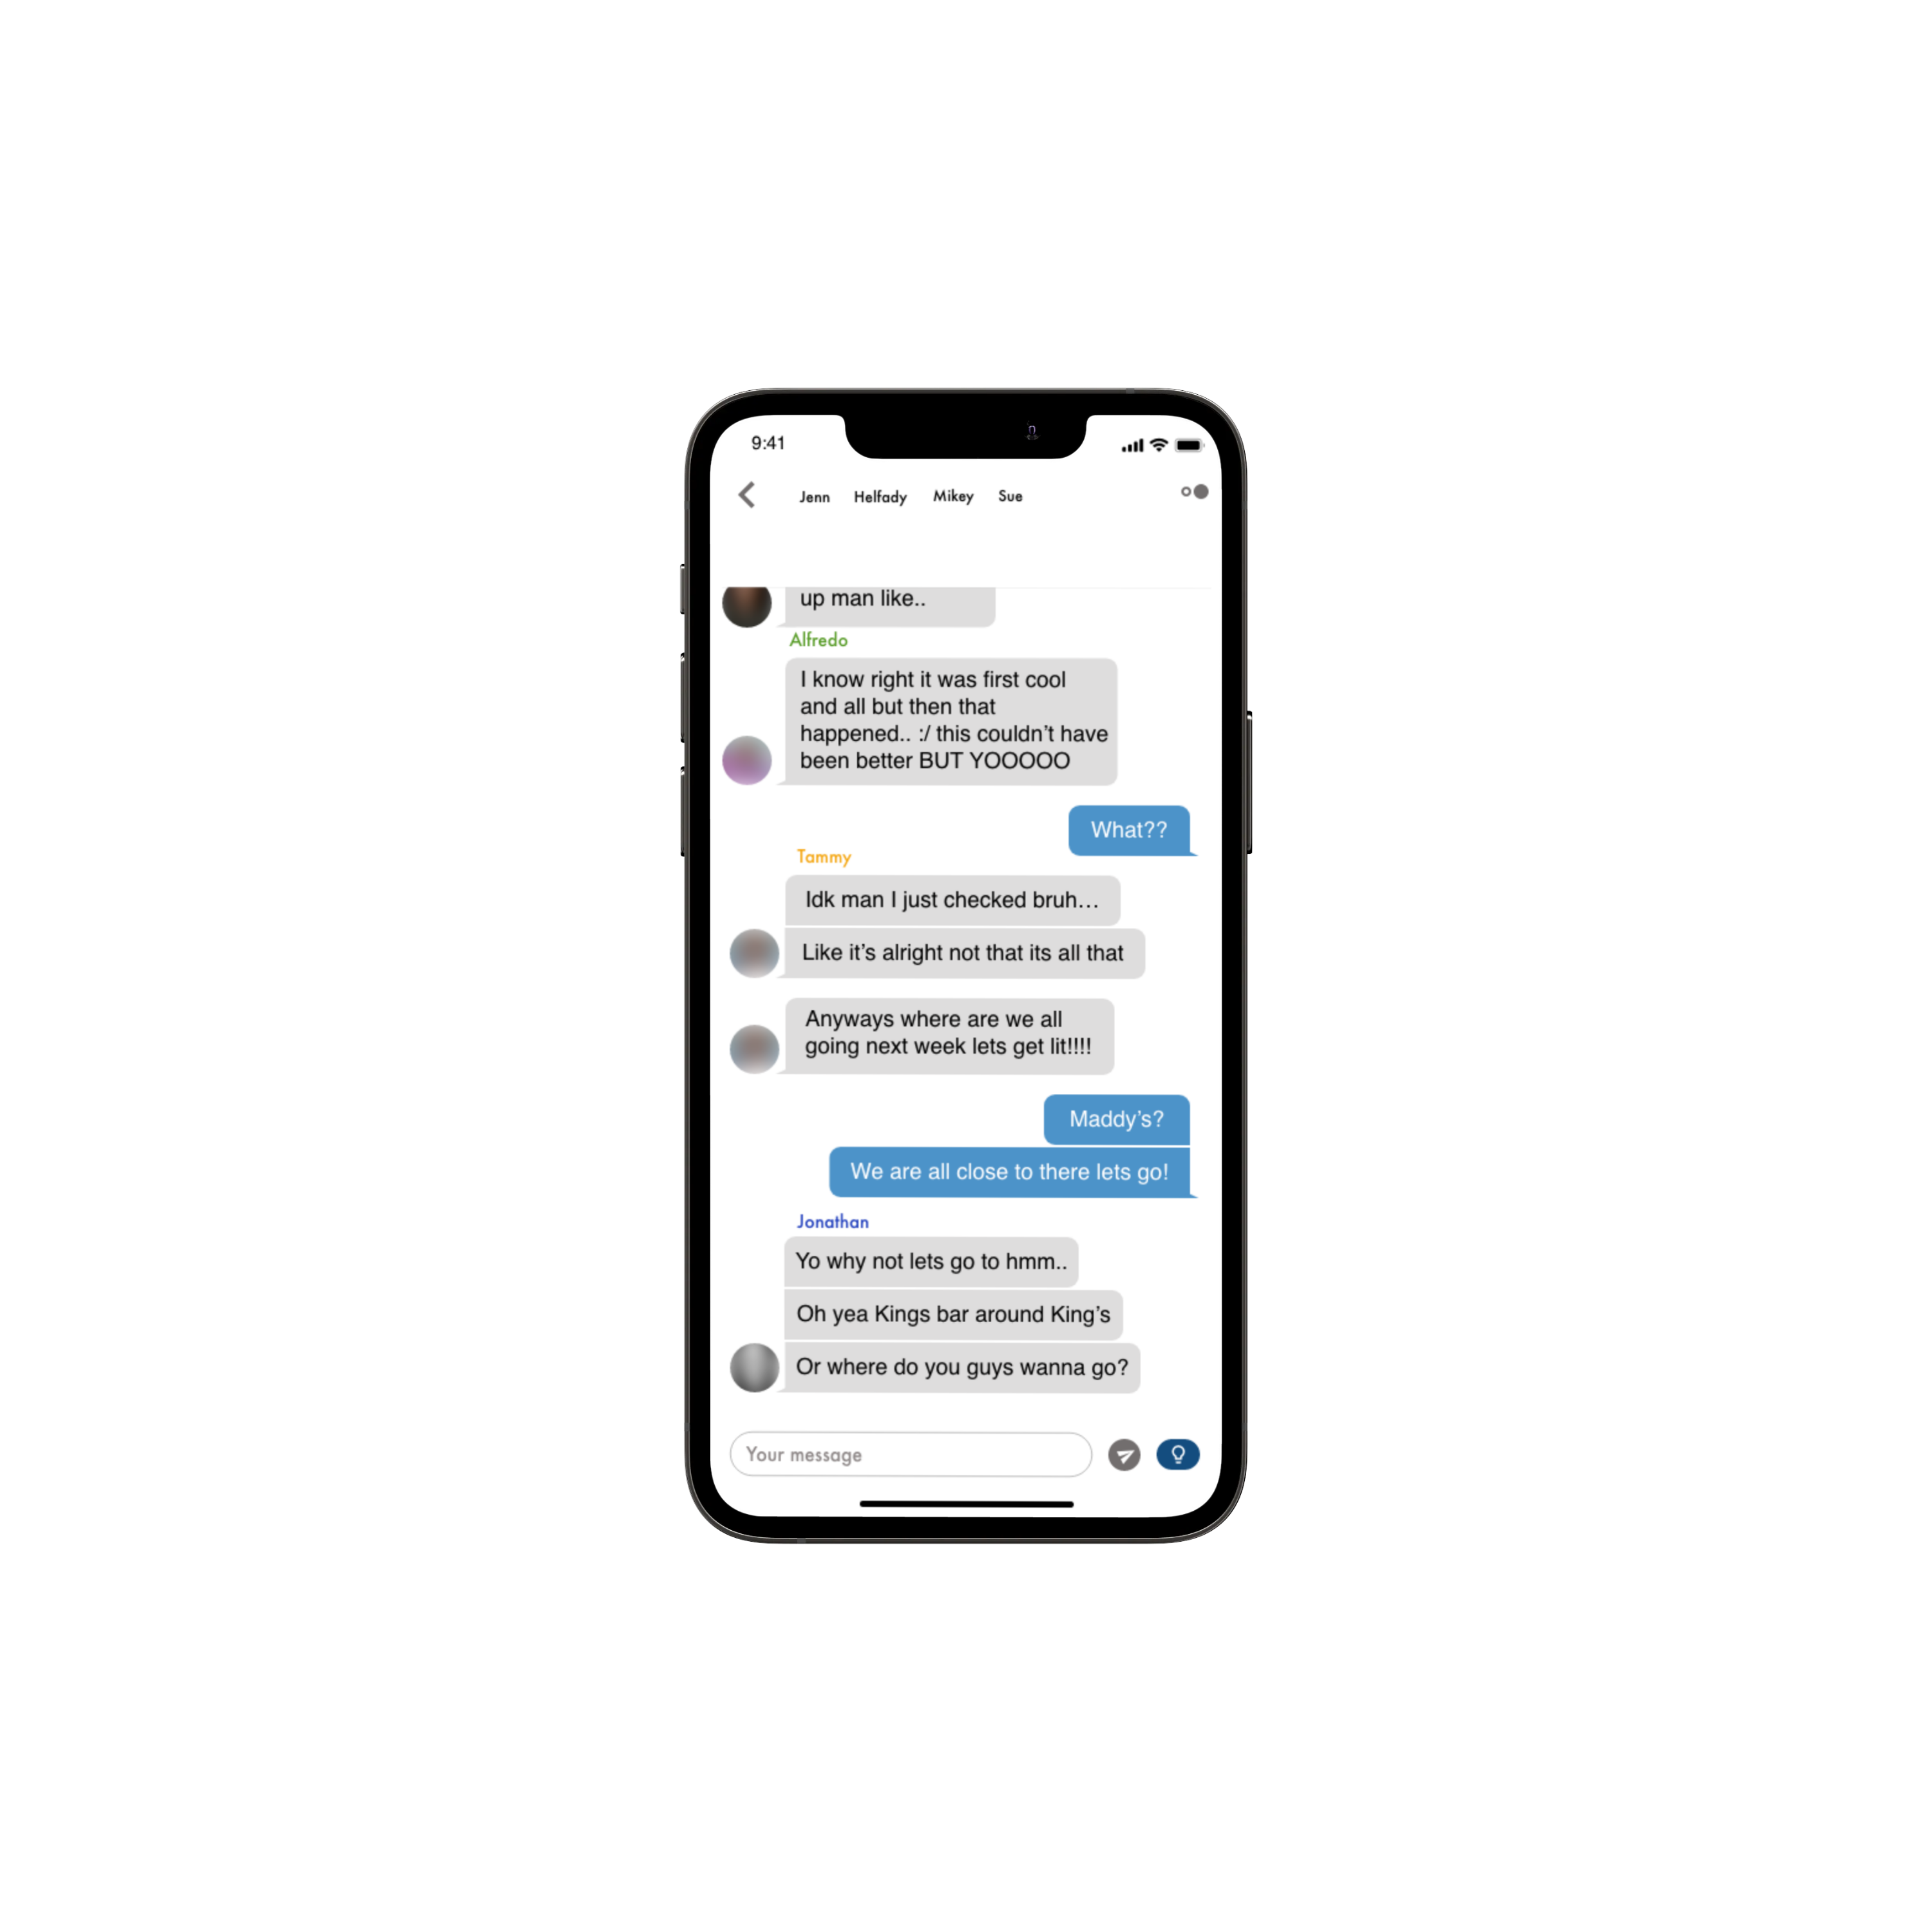 9:41
Jenn Helfady Mikey Sue
up man like..
Alfredo
I know right it was first cool
and all but then that
happened.. :/ this couldn’t have
been better BUT YOOOOO
What??
Tammy
Idk man I just checked bruh...
Like it’s alright not that its all that
Anyways where are we all
going next week lets get lit!!!!
Maddy’s?
We are all close to there lets go!
Jonathan
Yo why not lets go to hmm..
Oh yea Kings bar around King’s
Or where do you guys wanna go?
Your message